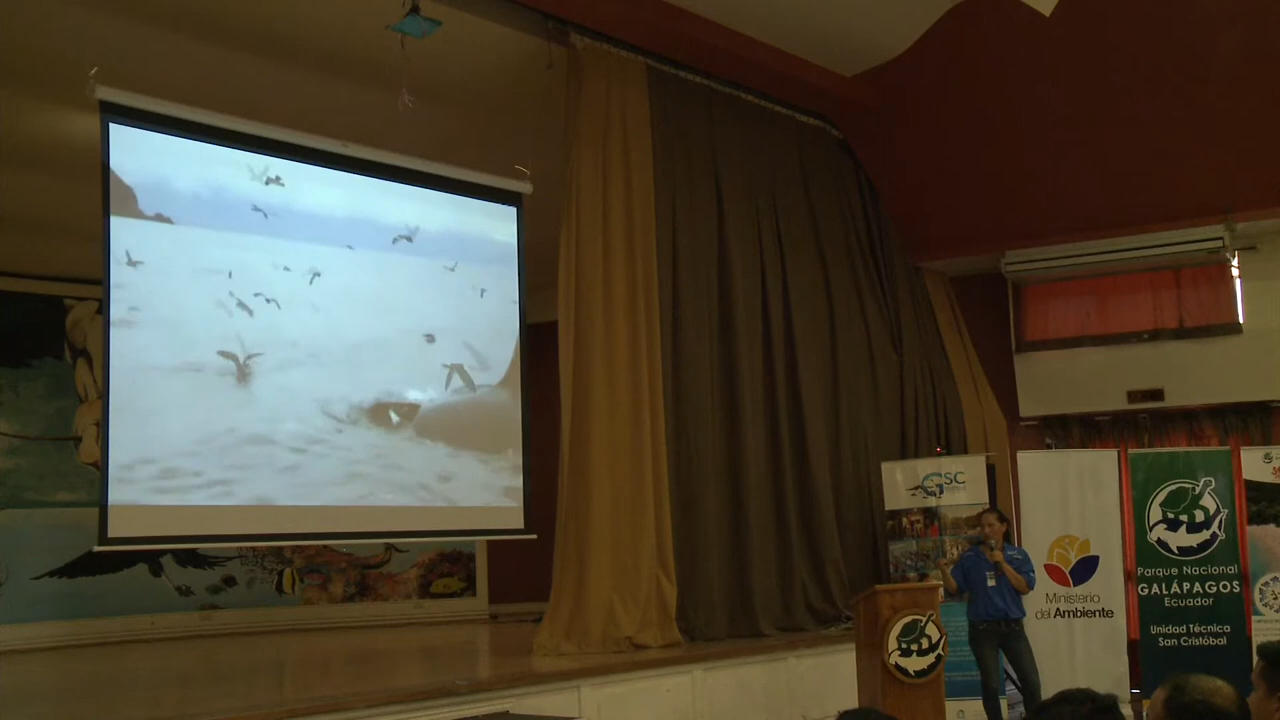 GSC
Ministerio
del Ambiente
Parque Nacional
GALÁPAGOS
Ecuador
Unidad Técnica
San Cristóbal